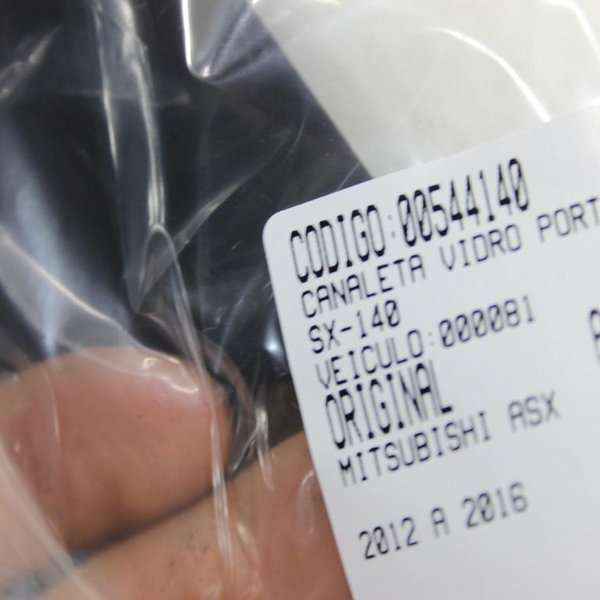 CODIGO:00544140
CANALETA VIDRO PORT
SX-140
VEICULO:000081
ORIGINAL
MITSUBISHI ASX
2012 A 2016